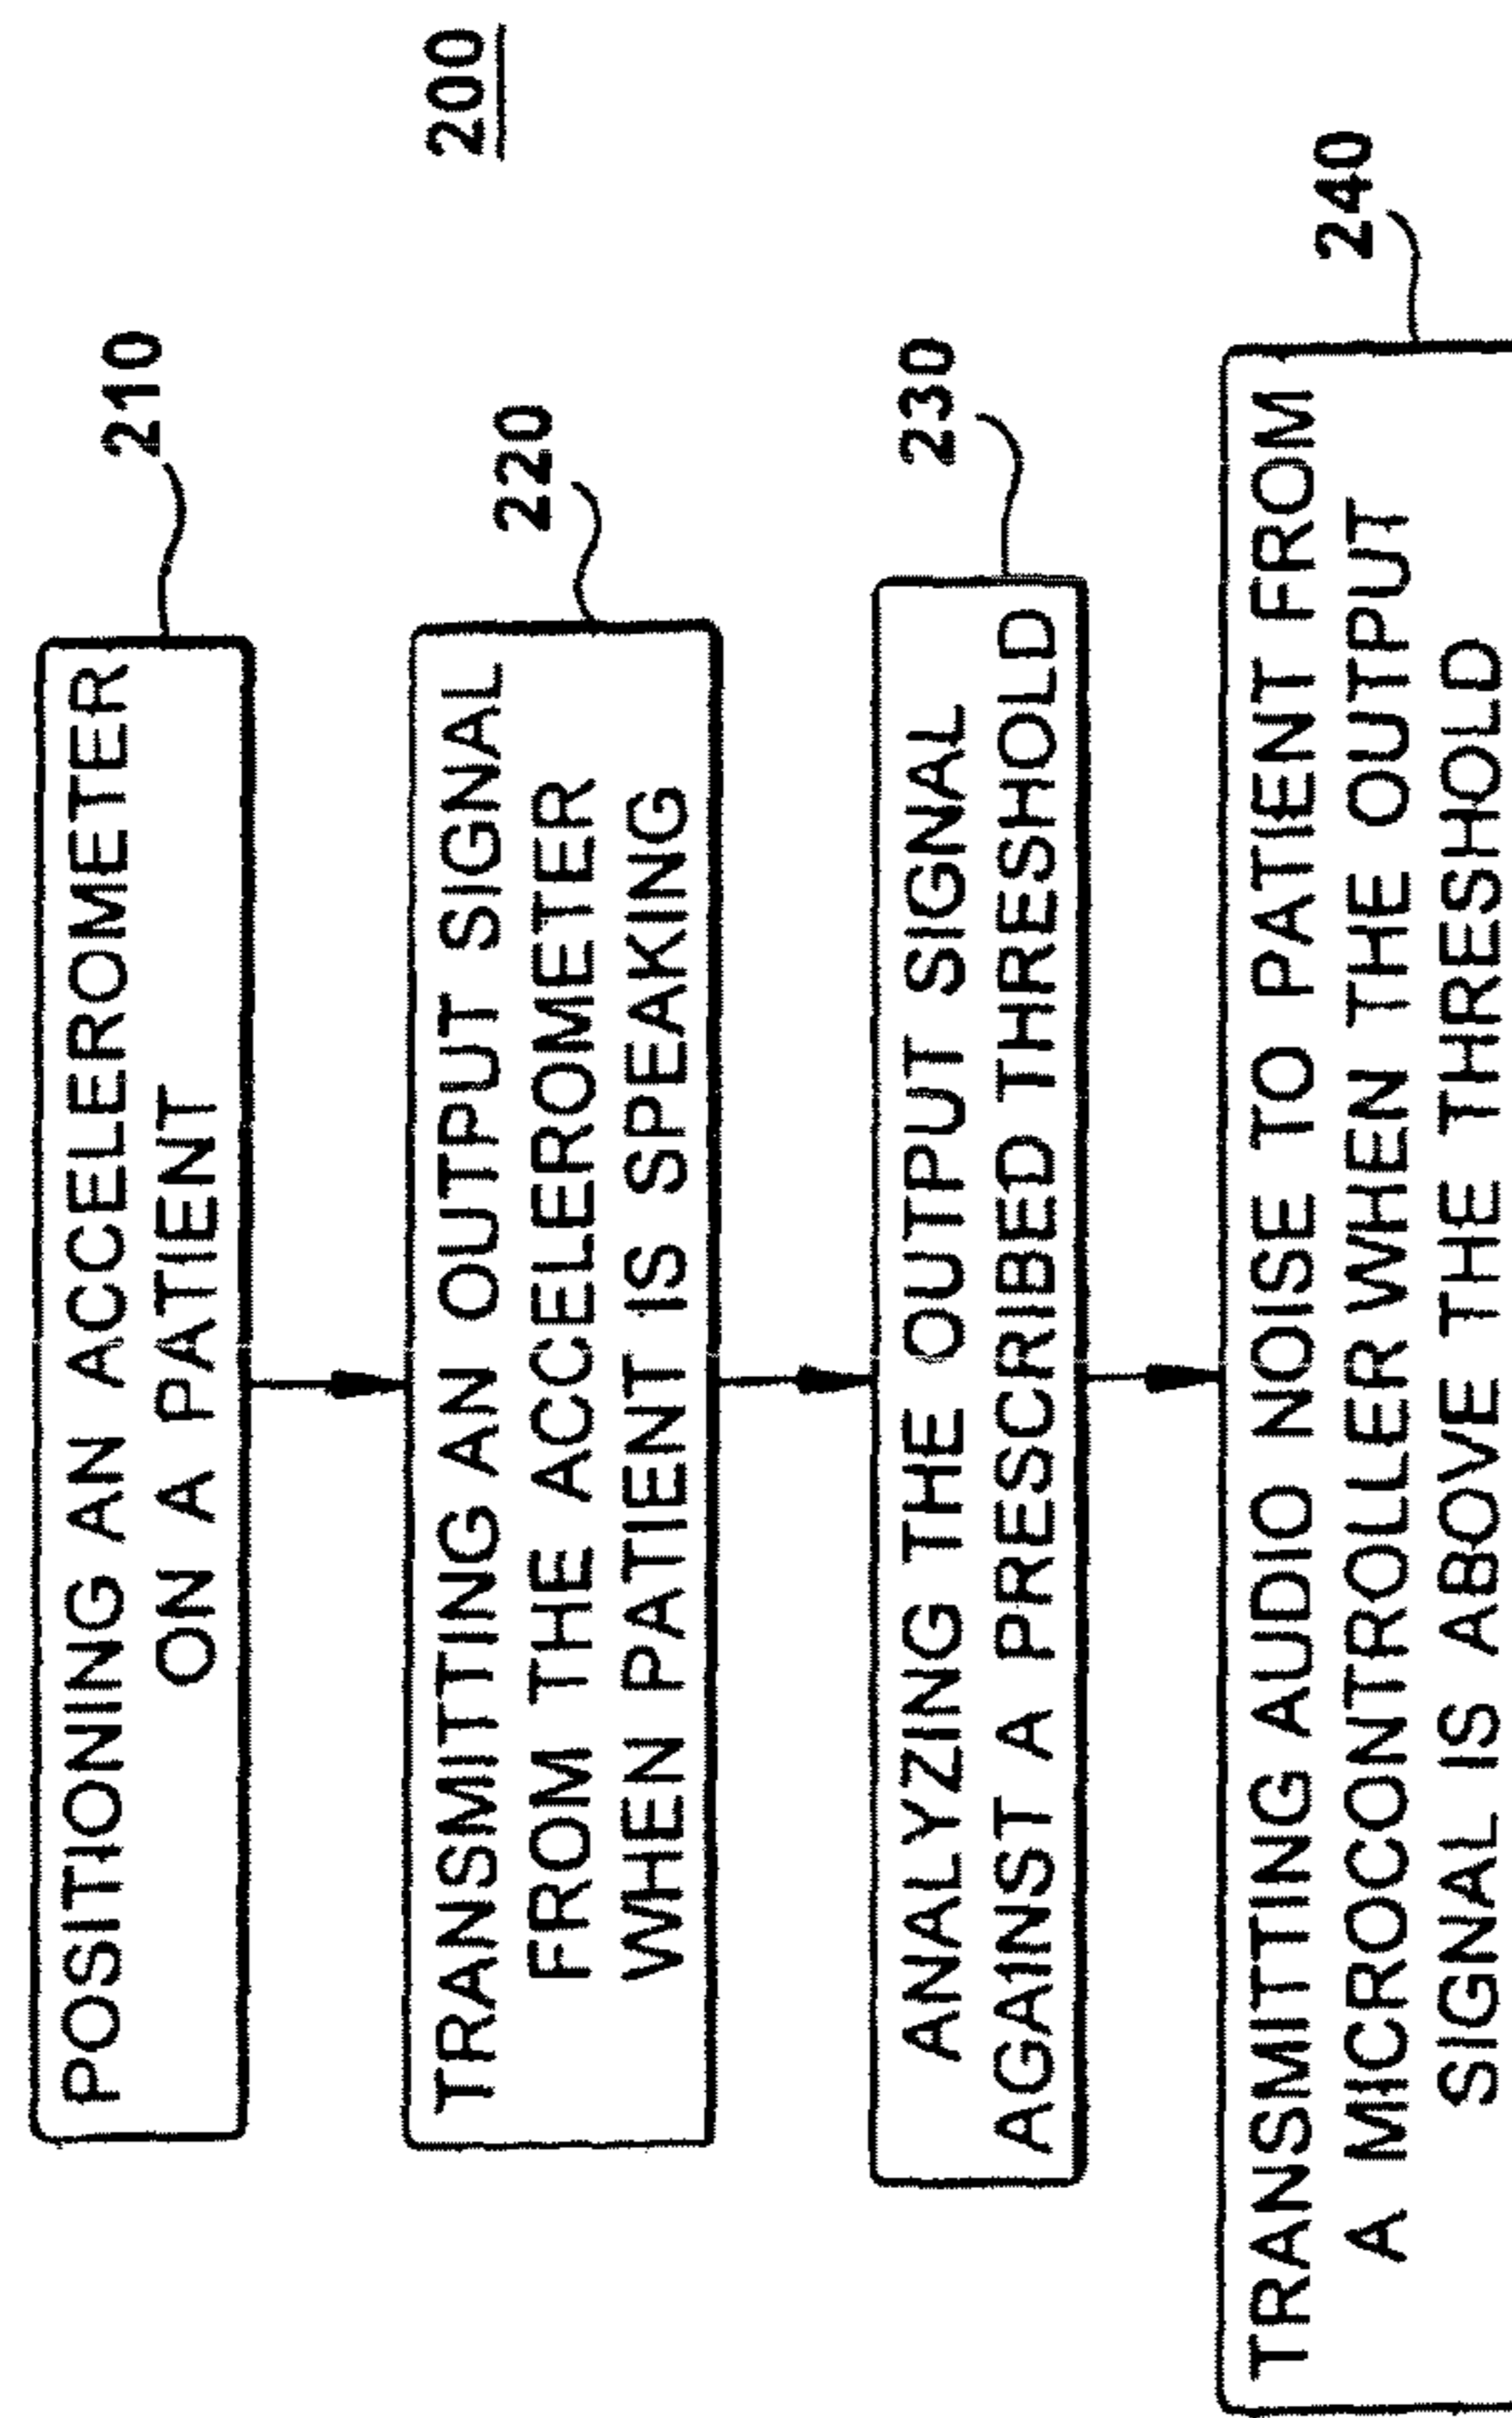 200
210
POSITIONING AN ACCELEROMETER
ON A PATIENT
220
TRANSMITTING AN OUTPUT SIGNAL
FROM THE ACCELEROMETER
WHEN PATIENT IS SPEAKING
230
ANALYZING THE OUTPUT SIGNAL
AGAINST A PRESCRIBED THRESHOLD
240
TRANSMITTING AUDIO NOISE TO PATIENT FROM
A MICROCONTROLLER WHEN THE OUTPUT
SIGNAL IS ABOVE THE THRESHOLD